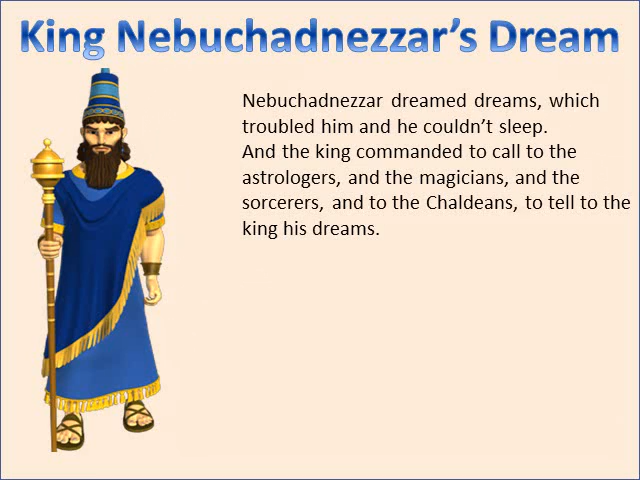 King Nebuchadnezzar’s Dream
Nebuchadnezzar dreamed dreams, which
troubled him and he couldn’t sleep.
And the king commanded to call to the
astrologers, and the magicians, and the
sorcerers, and to the Chaldeans, to tell to the
king his dreams.